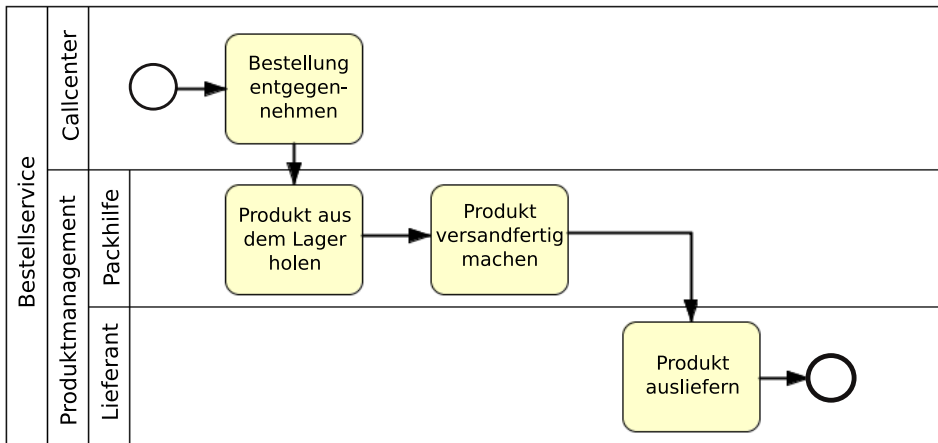 Bestellservice
Callcenter
Bestellung
entgegen-
nehmen
Produktmanagement
Packhilfe
Produkt aus
dem Lager
holen
Produkt
versandfertig
machen
Lieferant
Produkt
ausliefern